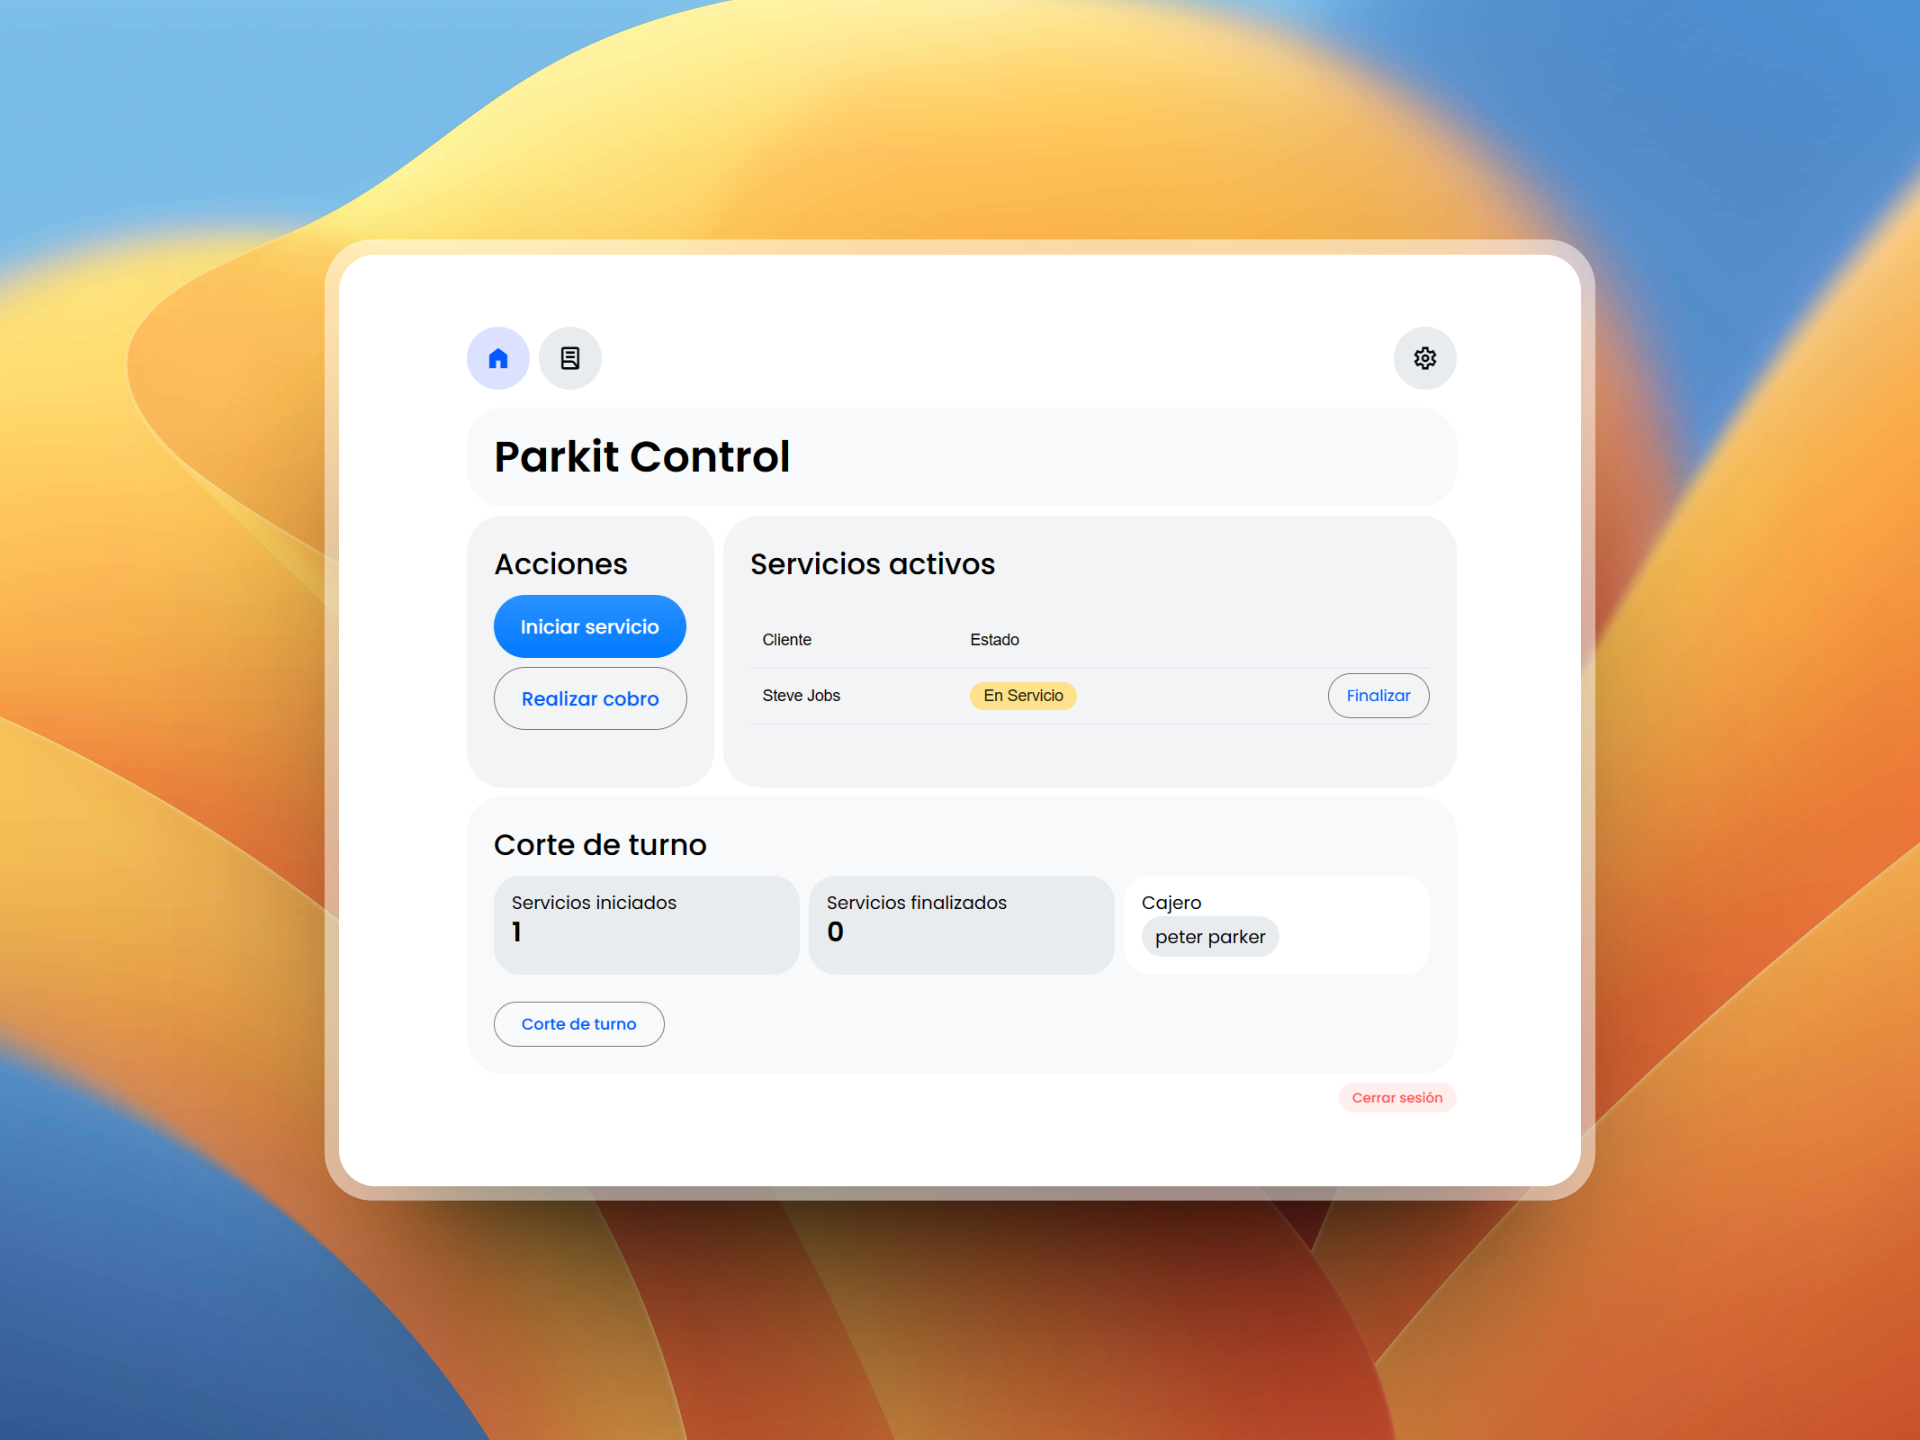 Parkit Control
Acciones
Iniciar servicio
Realizar cobro
Servicios activos
Cliente Estado
Steve Jobs En Servicio Finalizar
Corte de turno
Servicios iniciados
1
Servicios finalizados
0
Cajero
peter parker
Corte de turno
Cerrar sesión